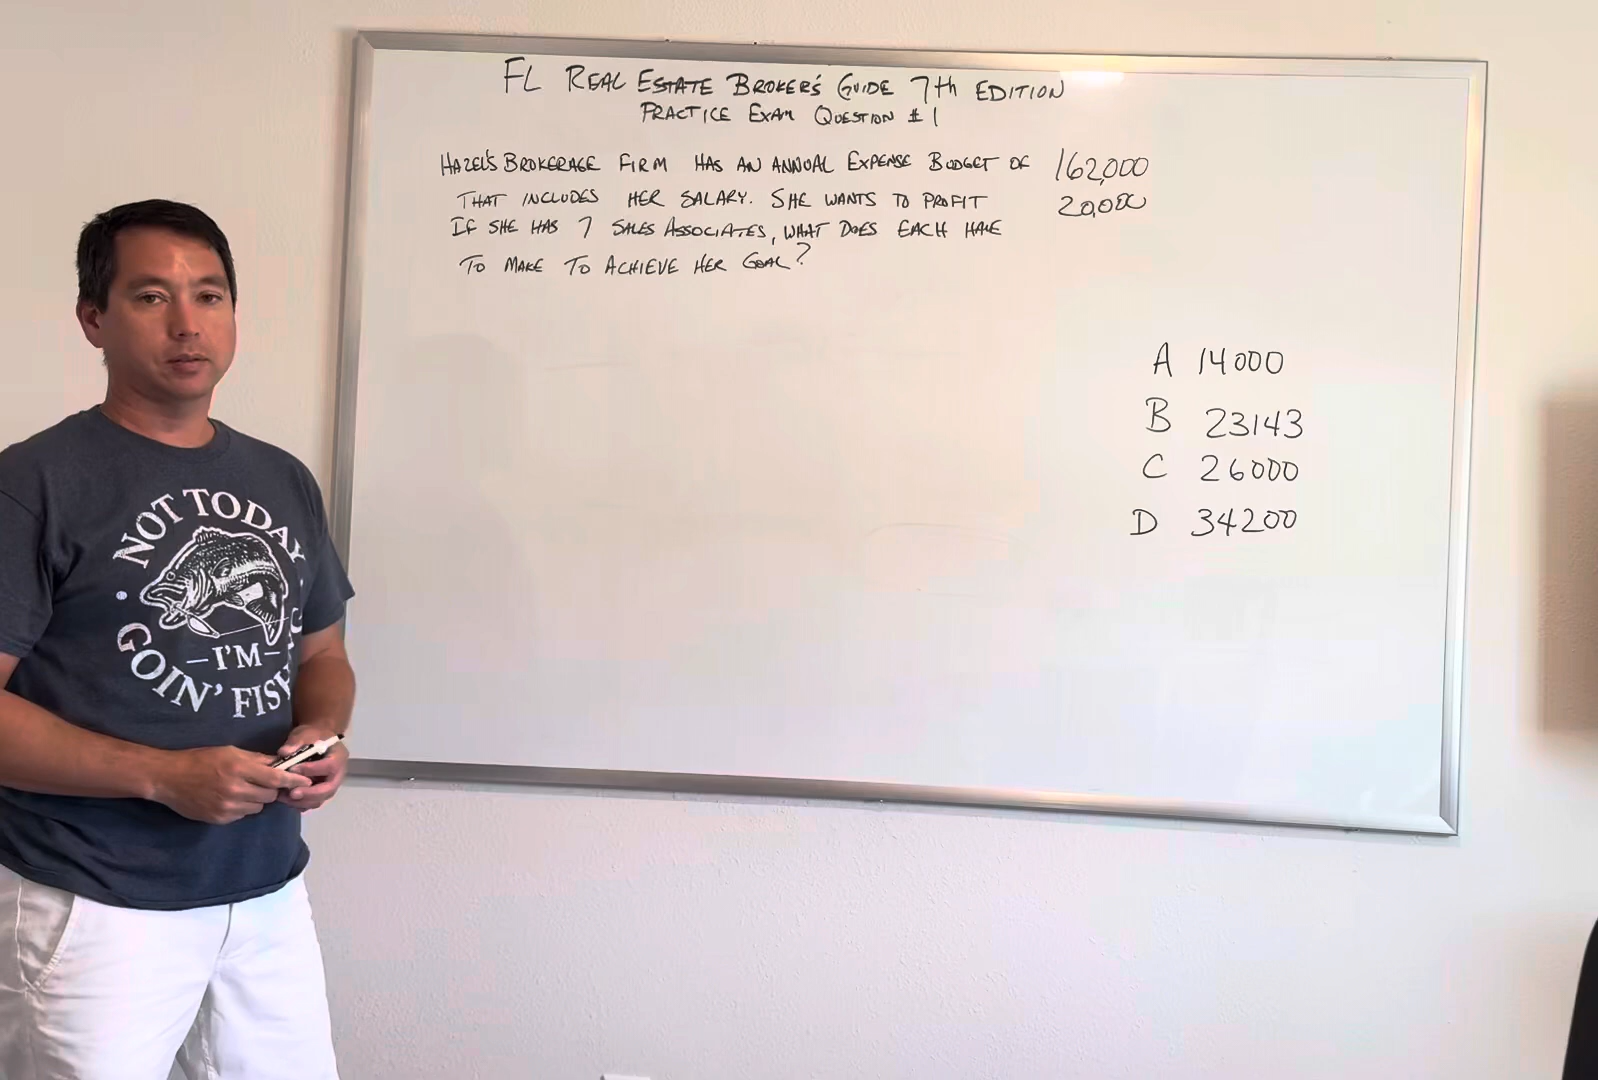 FL REAL ESTATE BROKER'S GUIDE 7th EDITION
PRACTICE EXAM QUESTION #1
HAZEL'S BROKERAGE FIRM HAS AN ANNUAL EXPENSE BUDGET OF 162,000
THAT INCLUDES HER SALARY. SHE WANTS TO PROFIT 20,000
IF SHE HAS 7 SALES ASSOCIATES, WHAT DOES EACH HAVE
TO MAKE TO ACHIEVE HER GOAL?
A 14000
B 23143
C 26000
D 34200
NOT TODAY
I'M
GOIN' FISH